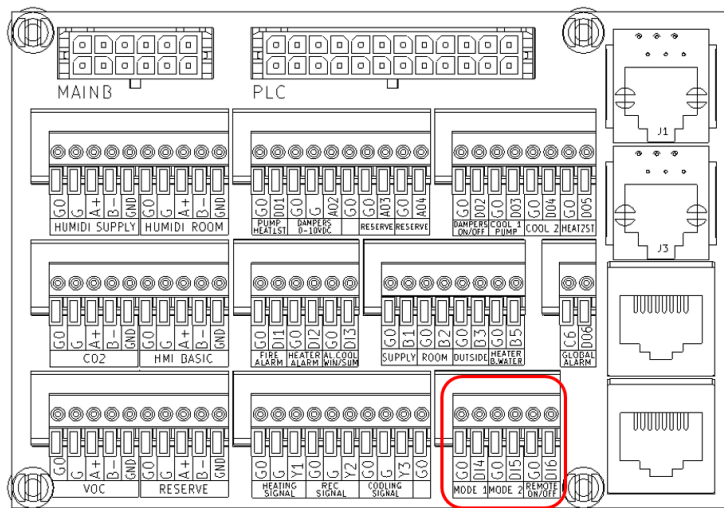 MAINB PLC
J1
G0 G A+ B- GND G0 G A+ B- GND G0 DO1 G0 G AO2 G0 G0 AO3 G0 AO4 G0 DO2 G0 DO3 G0 DO4 G0 DO5
HUMIDI SUPPLY HUMIDI ROOM PUMP HEAT1ST DAMPERS 0-10VDC RESERVE RESERVE DAMPERS ON/OFF COOL 1 PUMP COOL 2 HEAT2ST
J3
G0 G A+ B- GND G0 G A+ B- GND G0 DI1 G0 DI2 G0 DI3 G0 B1 G0 B2 G0 B3 G0 B5 C6 DO6
CO2 HMI BASIC FIRE ALARM HEATER ALARM AL.COOL WIN/SUM SUPPLY ROOM OUTSIDE HEATER B.WATER GLOBAL ALARM
G0 G A+ B- GND G0 G A+ B- GND G0 G Y1 G0 G Y2 G0 G Y3 G0 G0 DI4 G0 DI5 G0 DI6
VOC RESERVE HEATING SIGNAL REC SIGNAL COOLING SIGNAL MODE 1 MODE 2 REMOTE ON/OFF